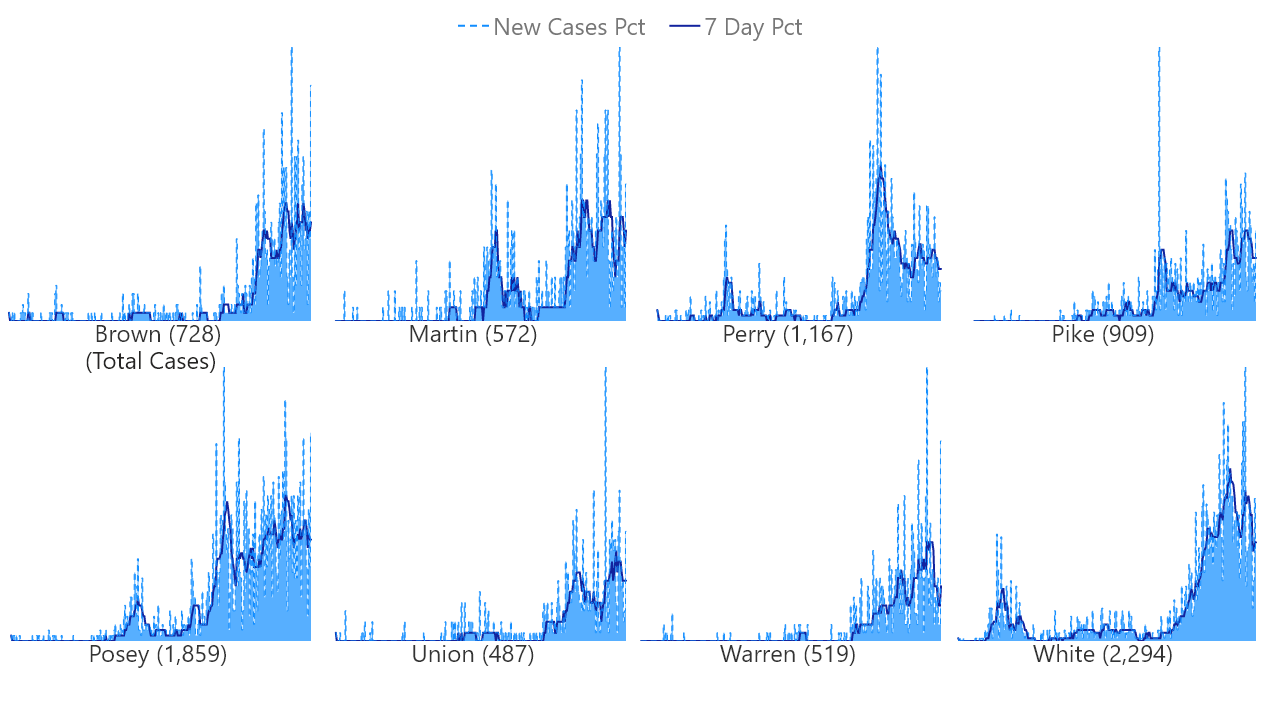 New Cases Pct 7 Day Pct
Brown (728)
(Total Cases)
Martin (572)
Perry (1,167)
Pike (909)
Posey (1,859)
Union (487)
Warren (519)
White (2,294)